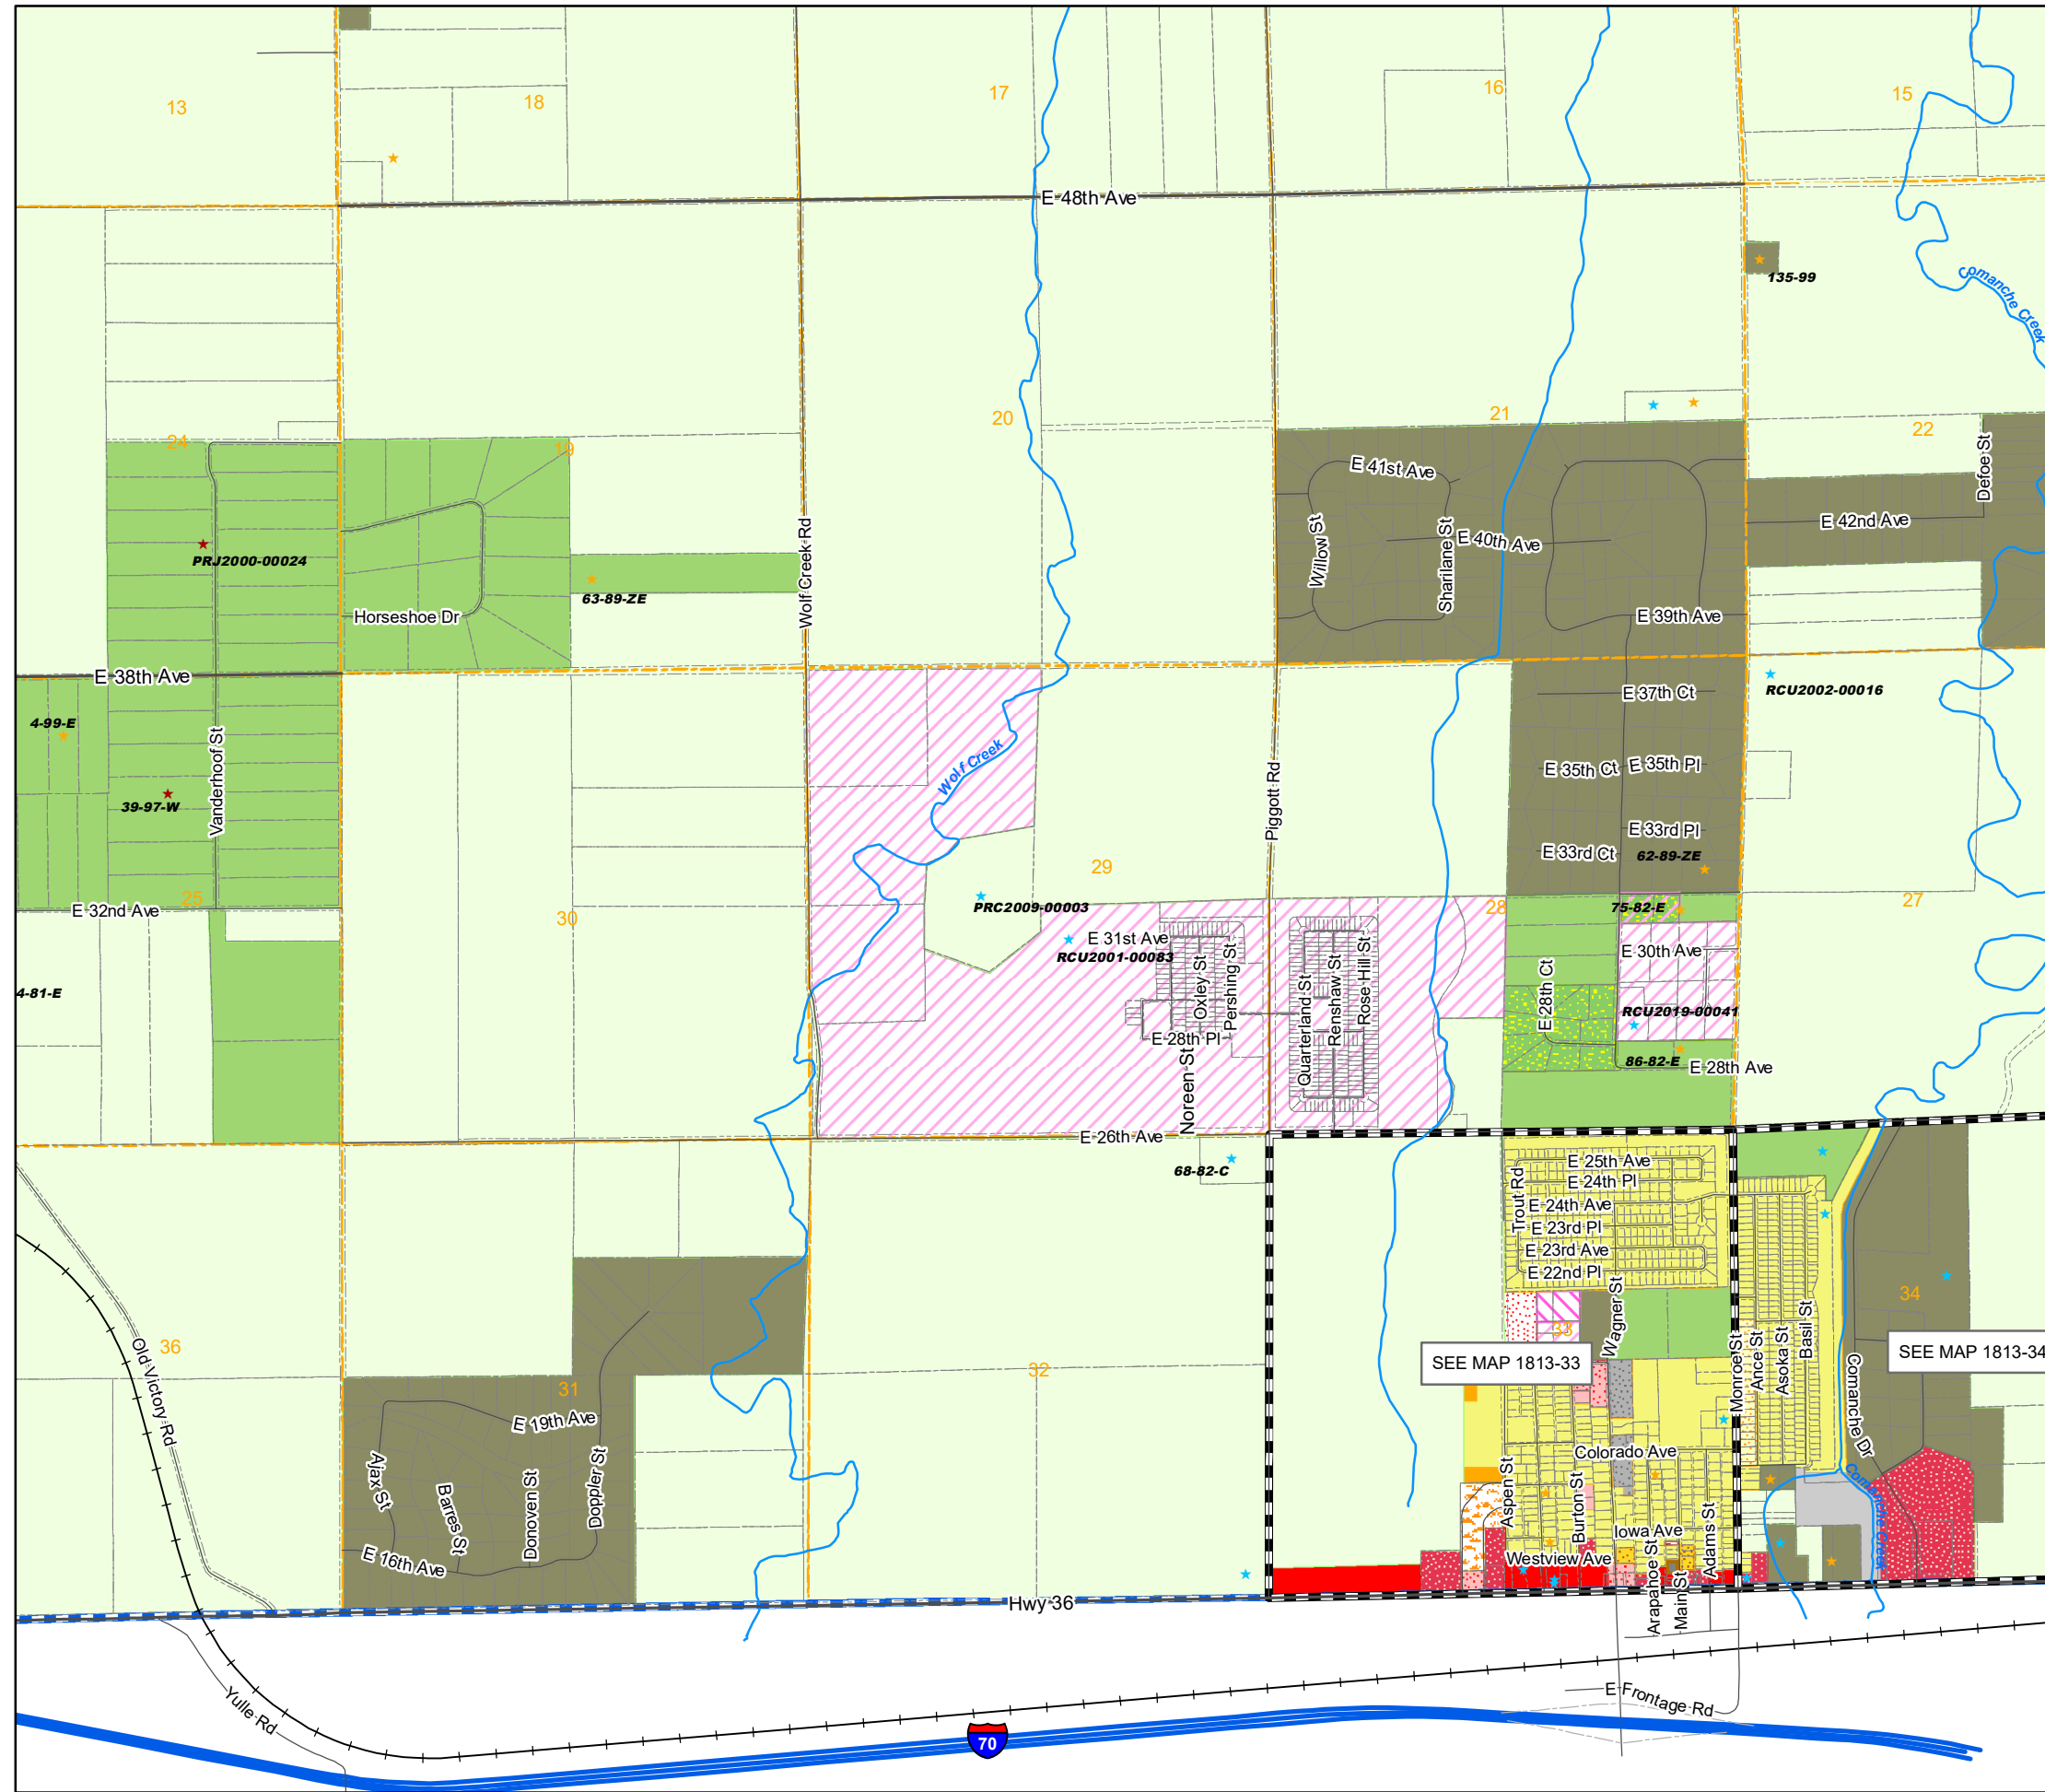 13
18
17
16
15
E 48th Ave
135-99
Comanche Creek
24
19
20
21
22
E 41st Ave
Defoe St
E 42nd Ave
Willow St
Sharilane St
E 40th Ave
Wolf Creek Rd
PRJ2000-00024
63-89-ZE
Horseshoe Dr
E 39th Ave
E 38th Ave
E 37th Ct
RCU2002-00016
4-99-E
Vanderhoof St
39-97-W
Wolf Creek
Piggott Rd
E 35th Ct
E 35th Pl
E 33rd Pl
E 33rd Ct
62-89-ZE
29
25
E 32nd Ave
30
PRC2009-00003
28
75-82-E
27
E 31st Ave
RCU2001-00083
Oxley St
Pershing St
Quarterland St
Renshaw St
Rose Hill St
E 30th Ave
E 28th Ct
4-81-E
RCU2019-00041
E 28th Pl
Noreen St
86-82-E
E 28th Ave
E 26th Ave
68-82-C
E 25th Ave
E 24th Pl
Trout Rd
E 24th Ave
E 23rd Pl
E 23rd Ave
E 22nd Pl
34
36
Old Victory Rd
33
Wagner St
Monroe St
Ance St
Asoka St
Basil St
SEE MAP 1813-33
SEE MAP 1813-34
32
31
Comanche Dr
E 19th Ave
Ajax St
Barres St
Donoven St
Doppler St
Colorado Ave
Aspen St
Burton St
Adams St
Comanche Creek
Iowa Ave
E 16th Ave
Westview Ave
Hwy 36
Arapahoe St
Main St
E Frontage Rd
Yulle Rd
70